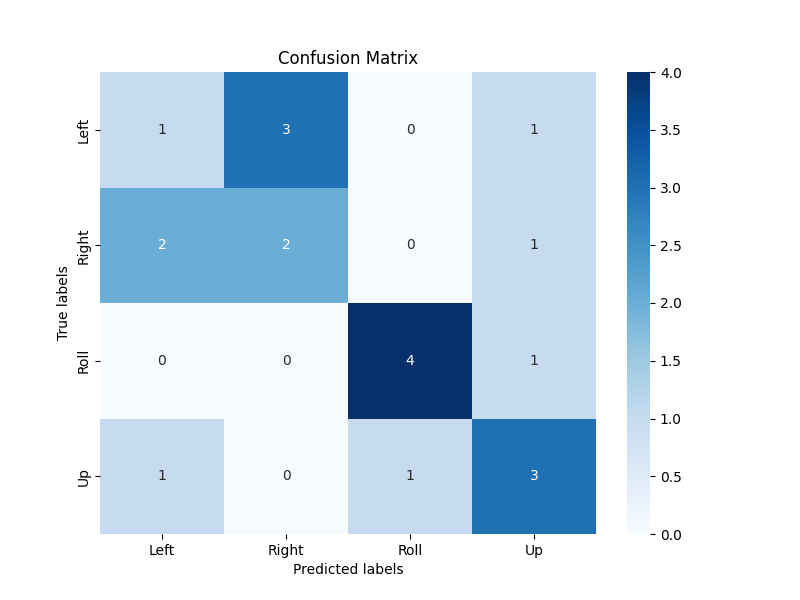 Confusion Matrix
4.0
Left 1 3 0 1
3.5
3.0
Right 2 2 0 1
2.5
True labels
2.0
Roll 0 0 4 1
1.5
1.0
Up 1 0 1 3
0.5
0.0
Left Right Roll Up
Predicted labels